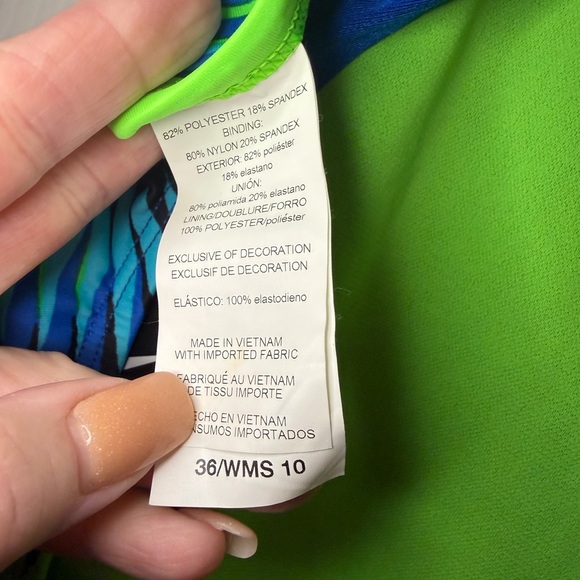 82% POLYESTER 18% SPANDEX
BINDING:
80% NYLON 20% SPANDEX
EXTERIOR: 82% poliéster
18% elastano
UNIÓN:
80% poliamida 20% elastano
LINING/DOUBLURE/FORRO
100% POLYESTER/poliéster
EXCLUSIVE OF DECORATION
EXCLUSIF DE DECORATION
ELÁSTICO: 100% elastodieno
MADE IN VIETNAM
WITH IMPORTED FABRIC
FABRIQUÉ AU VIETNAM
DE TISSU IMPORTE
ECHO EN VIETNAM
NSUMOS IMPORTADOS
36/WMS 10